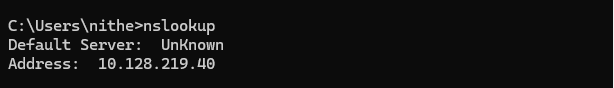 C:\Users\nithe>nslookup
Default Server:  UnKnown
Address:  10.128.219.40